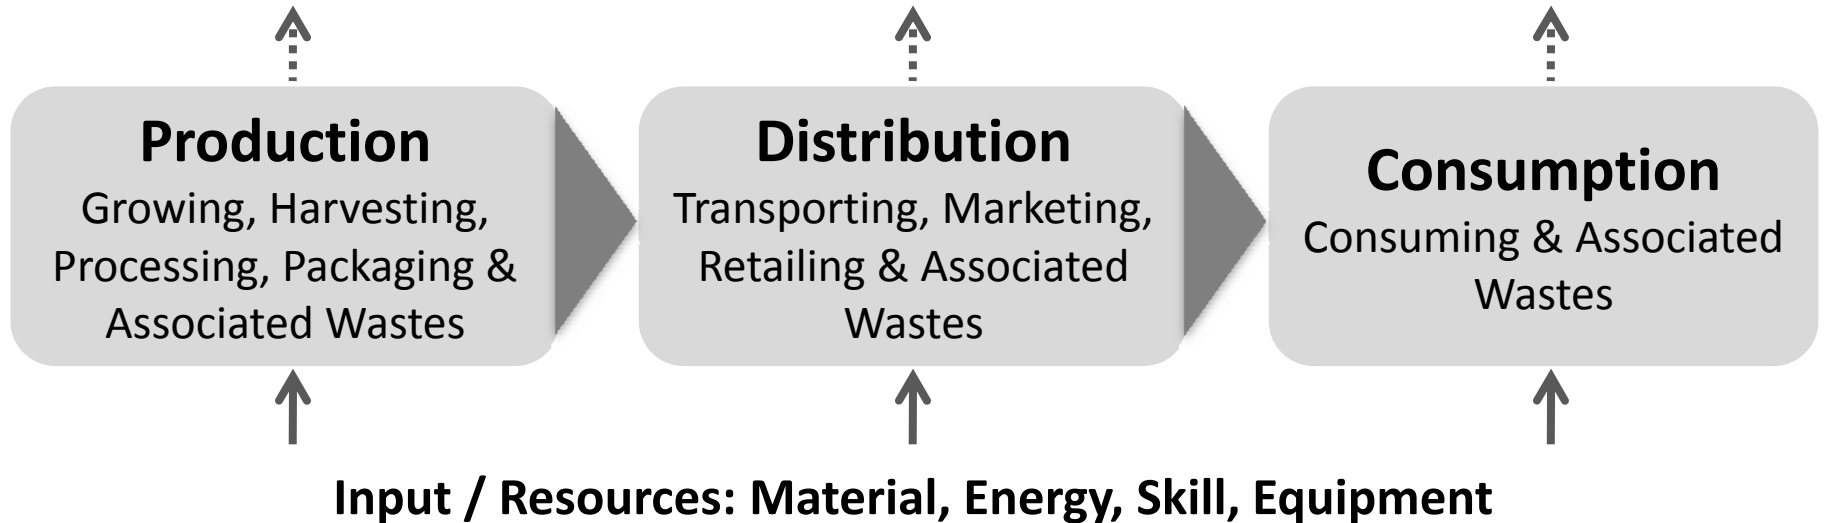 Production
Growing, Harvesting,
Processing, Packaging &
Associated Wastes
Distribution
Transporting, Marketing,
Retailing & Associated
Wastes
Consumption
Consuming & Associated
Wastes
Input / Resources: Material, Energy, Skill, Equipment